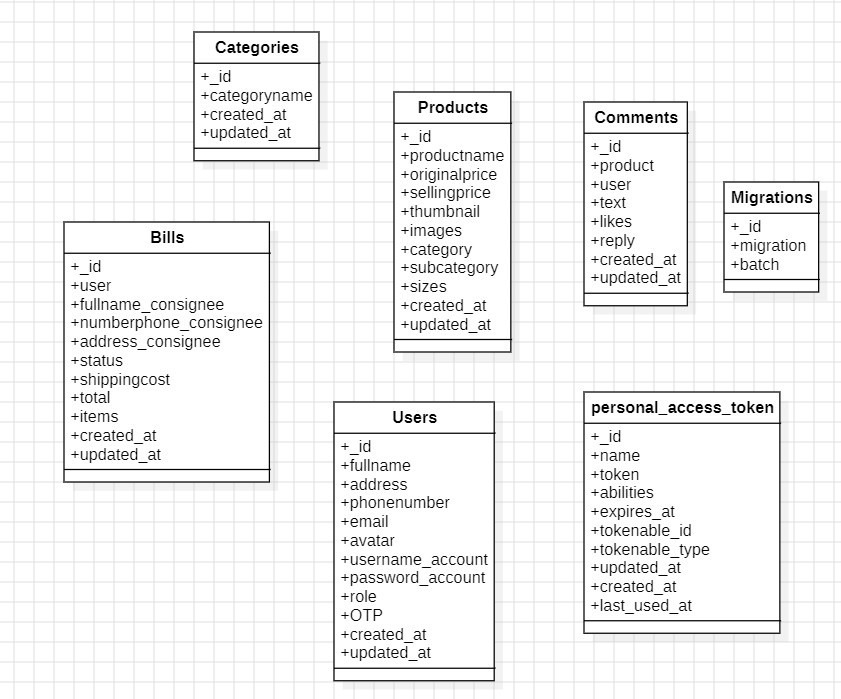 Categories
+_id
+categoryname
+created_at
+updated_at
Products
+_id
+productname
+originalprice
+sellingprice
+thumbnail
+images
+category
+subcategory
+sizes
+created_at
+updated_at
Comments
+_id
+product
+user
+text
+likes
+reply
+created_at
+updated_at
Migrations
+_id
+migration
+batch
Bills
+_id
+user
+fullname_consignee
+numberphone_consignee
+address_consignee
+status
+shippingcost
+total
+items
+created_at
+updated_at
Users
+_id
+fullname
+address
+phonenumber
+email
+avatar
+username_account
+password_account
+role
+OTP
+created_at
+updated_at
personal_access_token
+_id
+name
+token
+abilities
+expires_at
+tokenable_id
+tokenable_type
+updated_at
+created_at
+last_used_at